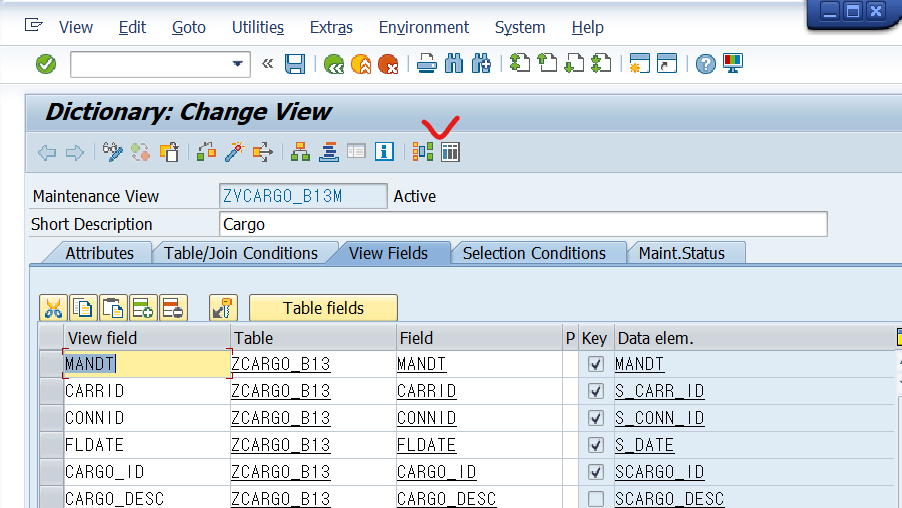 View Edit Goto Utilities Extras Environment System Help
Dictionary: Change View
Maintenance View ZVCARGO_B13M Active
Short Description Cargo
Attributes Table/Join Conditions View Fields Selection Conditions Maint.Status
Table fields
View field Table Field P Key Data elem.
MANDT ZCARGO_B13 MANDT MANDT
CARRID ZCARGO_B13 CARRID S_CARR_ID
CONNID ZCARGO_B13 CONNID S_CONN_ID
FLDATE ZCARGO_B13 FLDATE S_DATE
CARGO_ID ZCARGO_B13 CARGO_ID SCARGO_ID
CARGO_DESC ZCARGO_B13 CARGO_DESC SCARGO_DESC